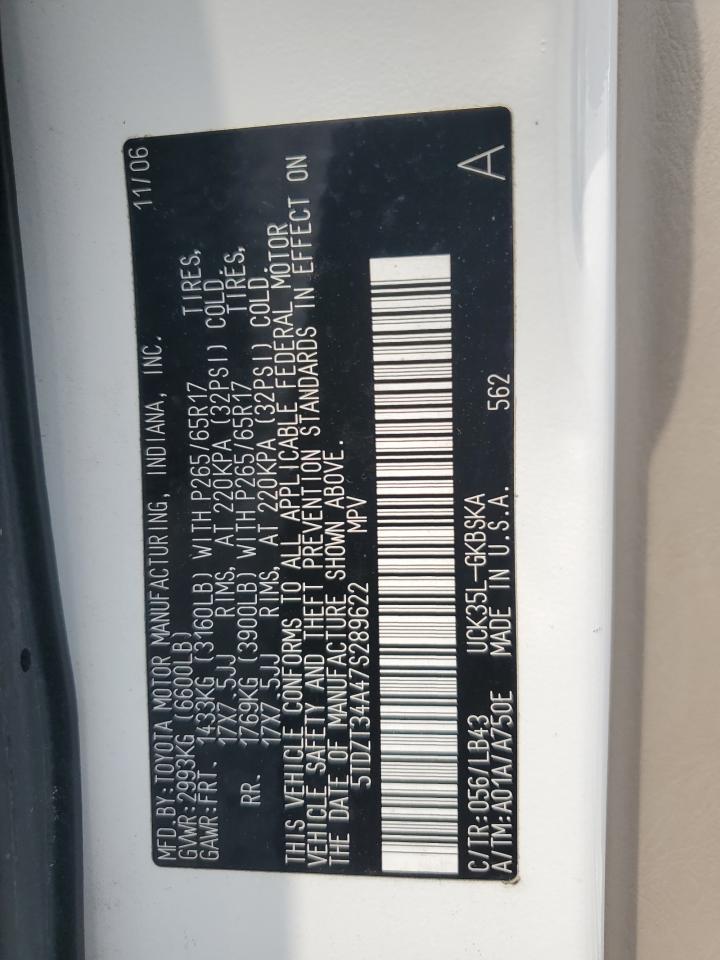 MFD.BY:TOYOTA MOTOR MANUFACTURING, INDIANA, INC. 11/06
GVWR:2993KG (6600LB)
GAWR:FRT. 1433KG (3160LB) WITH P265/65R17 TIRES,
17X7.5JJ RIMS, AT 220KPA (32PSI) COLD.
RR. 1769KG (3900LB) WITH P265/65R17 TIRES,
17X7.5JJ RIMS, AT 220KPA (32PSI) COLD.
THIS VEHICLE CONFORMS TO ALL APPLICABLE FEDERAL MOTOR
VEHICLE SAFETY AND THEFT PREVENTION STANDARDS IN EFFECT ON
THE DATE OF MANUFACTURE SHOWN ABOVE.
5TDZT34A47S289622 MPV
C/TR:056/LB43 UCK35L-GKBSKA A
A/TM:A01A/A750E MADE IN U.S.A. 562